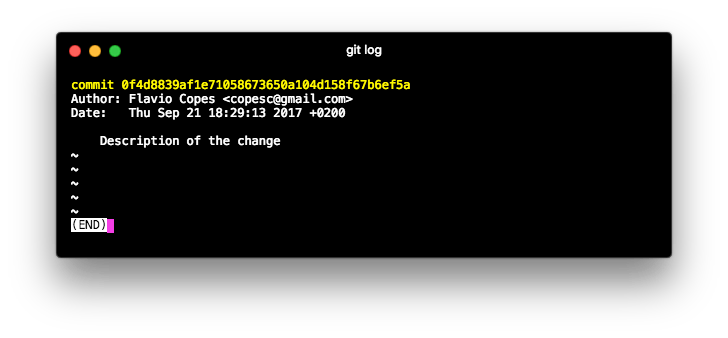 git log
commit 0f4d8839af1e71058673650a104d158f67b6ef5a
Author: Flavio Copes <copesc@gmail.com>
Date:   Thu Sep 21 18:29:13 2017 +0200
    Description of the change
~
~
~
~
~
(END)